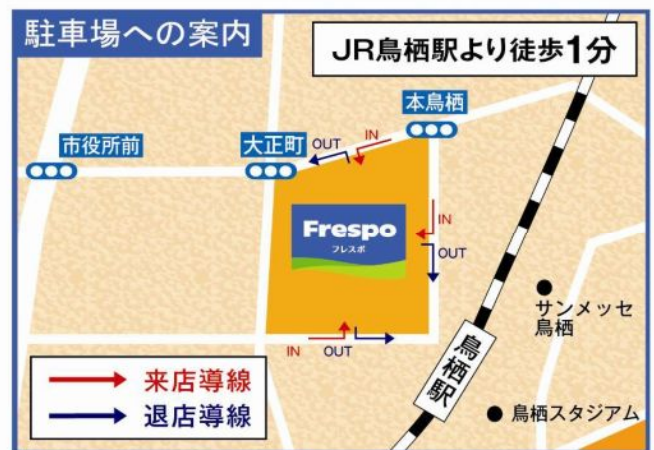 駐車場への案内
JR鳥栖駅より徒歩1分
本鳥栖
市役所前
大正町
OUT
IN
IN
OUT
Frespo
フレスポ
IN
OUT
サンメッセ
鳥栖
鳥栖駅
鳥栖スタジアム
来店導線
退店導線